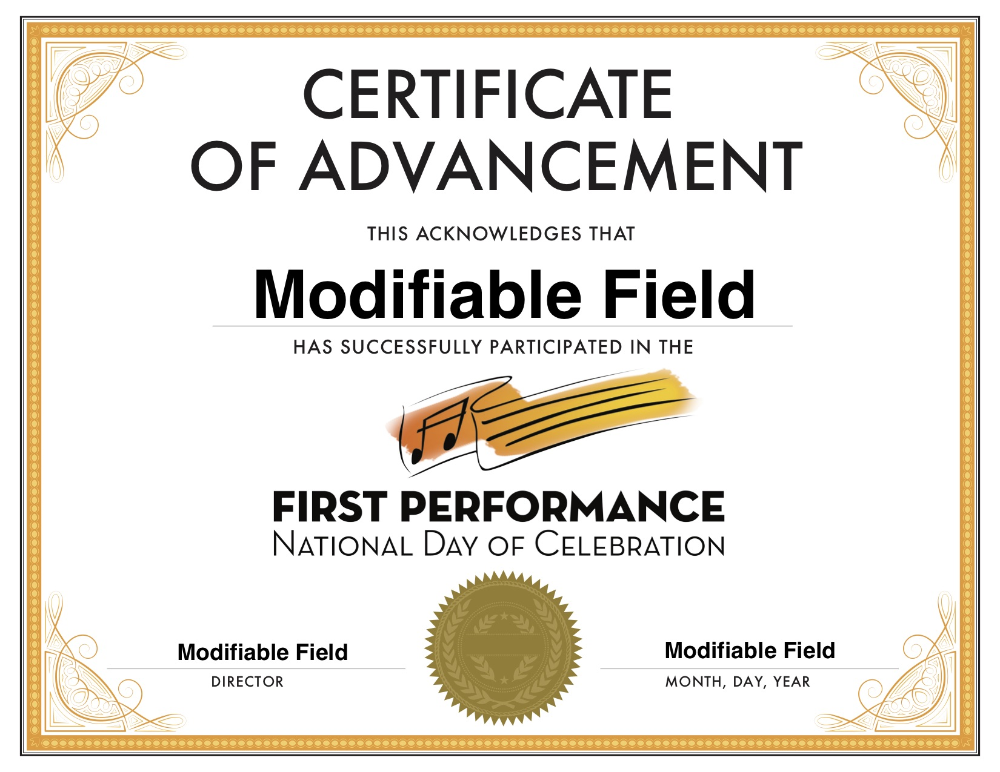 CERTIFICATE
OF ADVANCEMENT
THIS ACKNOWLEDGES THAT
Modifiable Field
HAS SUCCESSFULLY PARTICIPATED IN THE
FIRST PERFORMANCE
NATIONAL DAY OF CELEBRATION
Modifiable Field
DIRECTOR
Modifiable Field
MONTH, DAY, YEAR